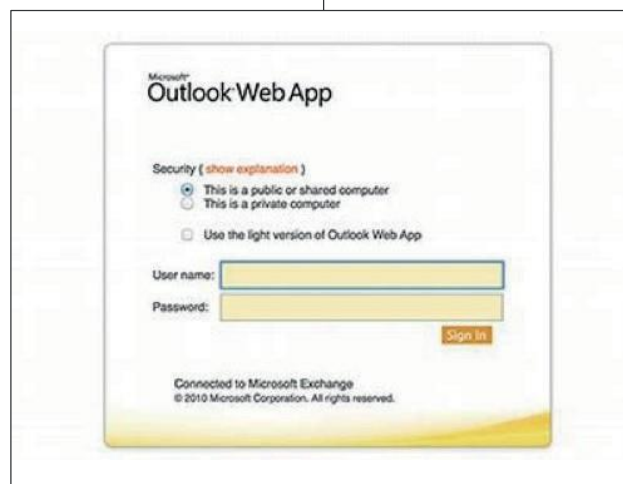 Microsoft®
Outlook Web App
Security ( show explanation )
This is a public or shared computer
This is a private computer
Use the light version of Outlook Web App
User name:
Password:
Sign In
Connected to Microsoft Exchange
© 2010 Microsoft Corporation. All rights reserved.